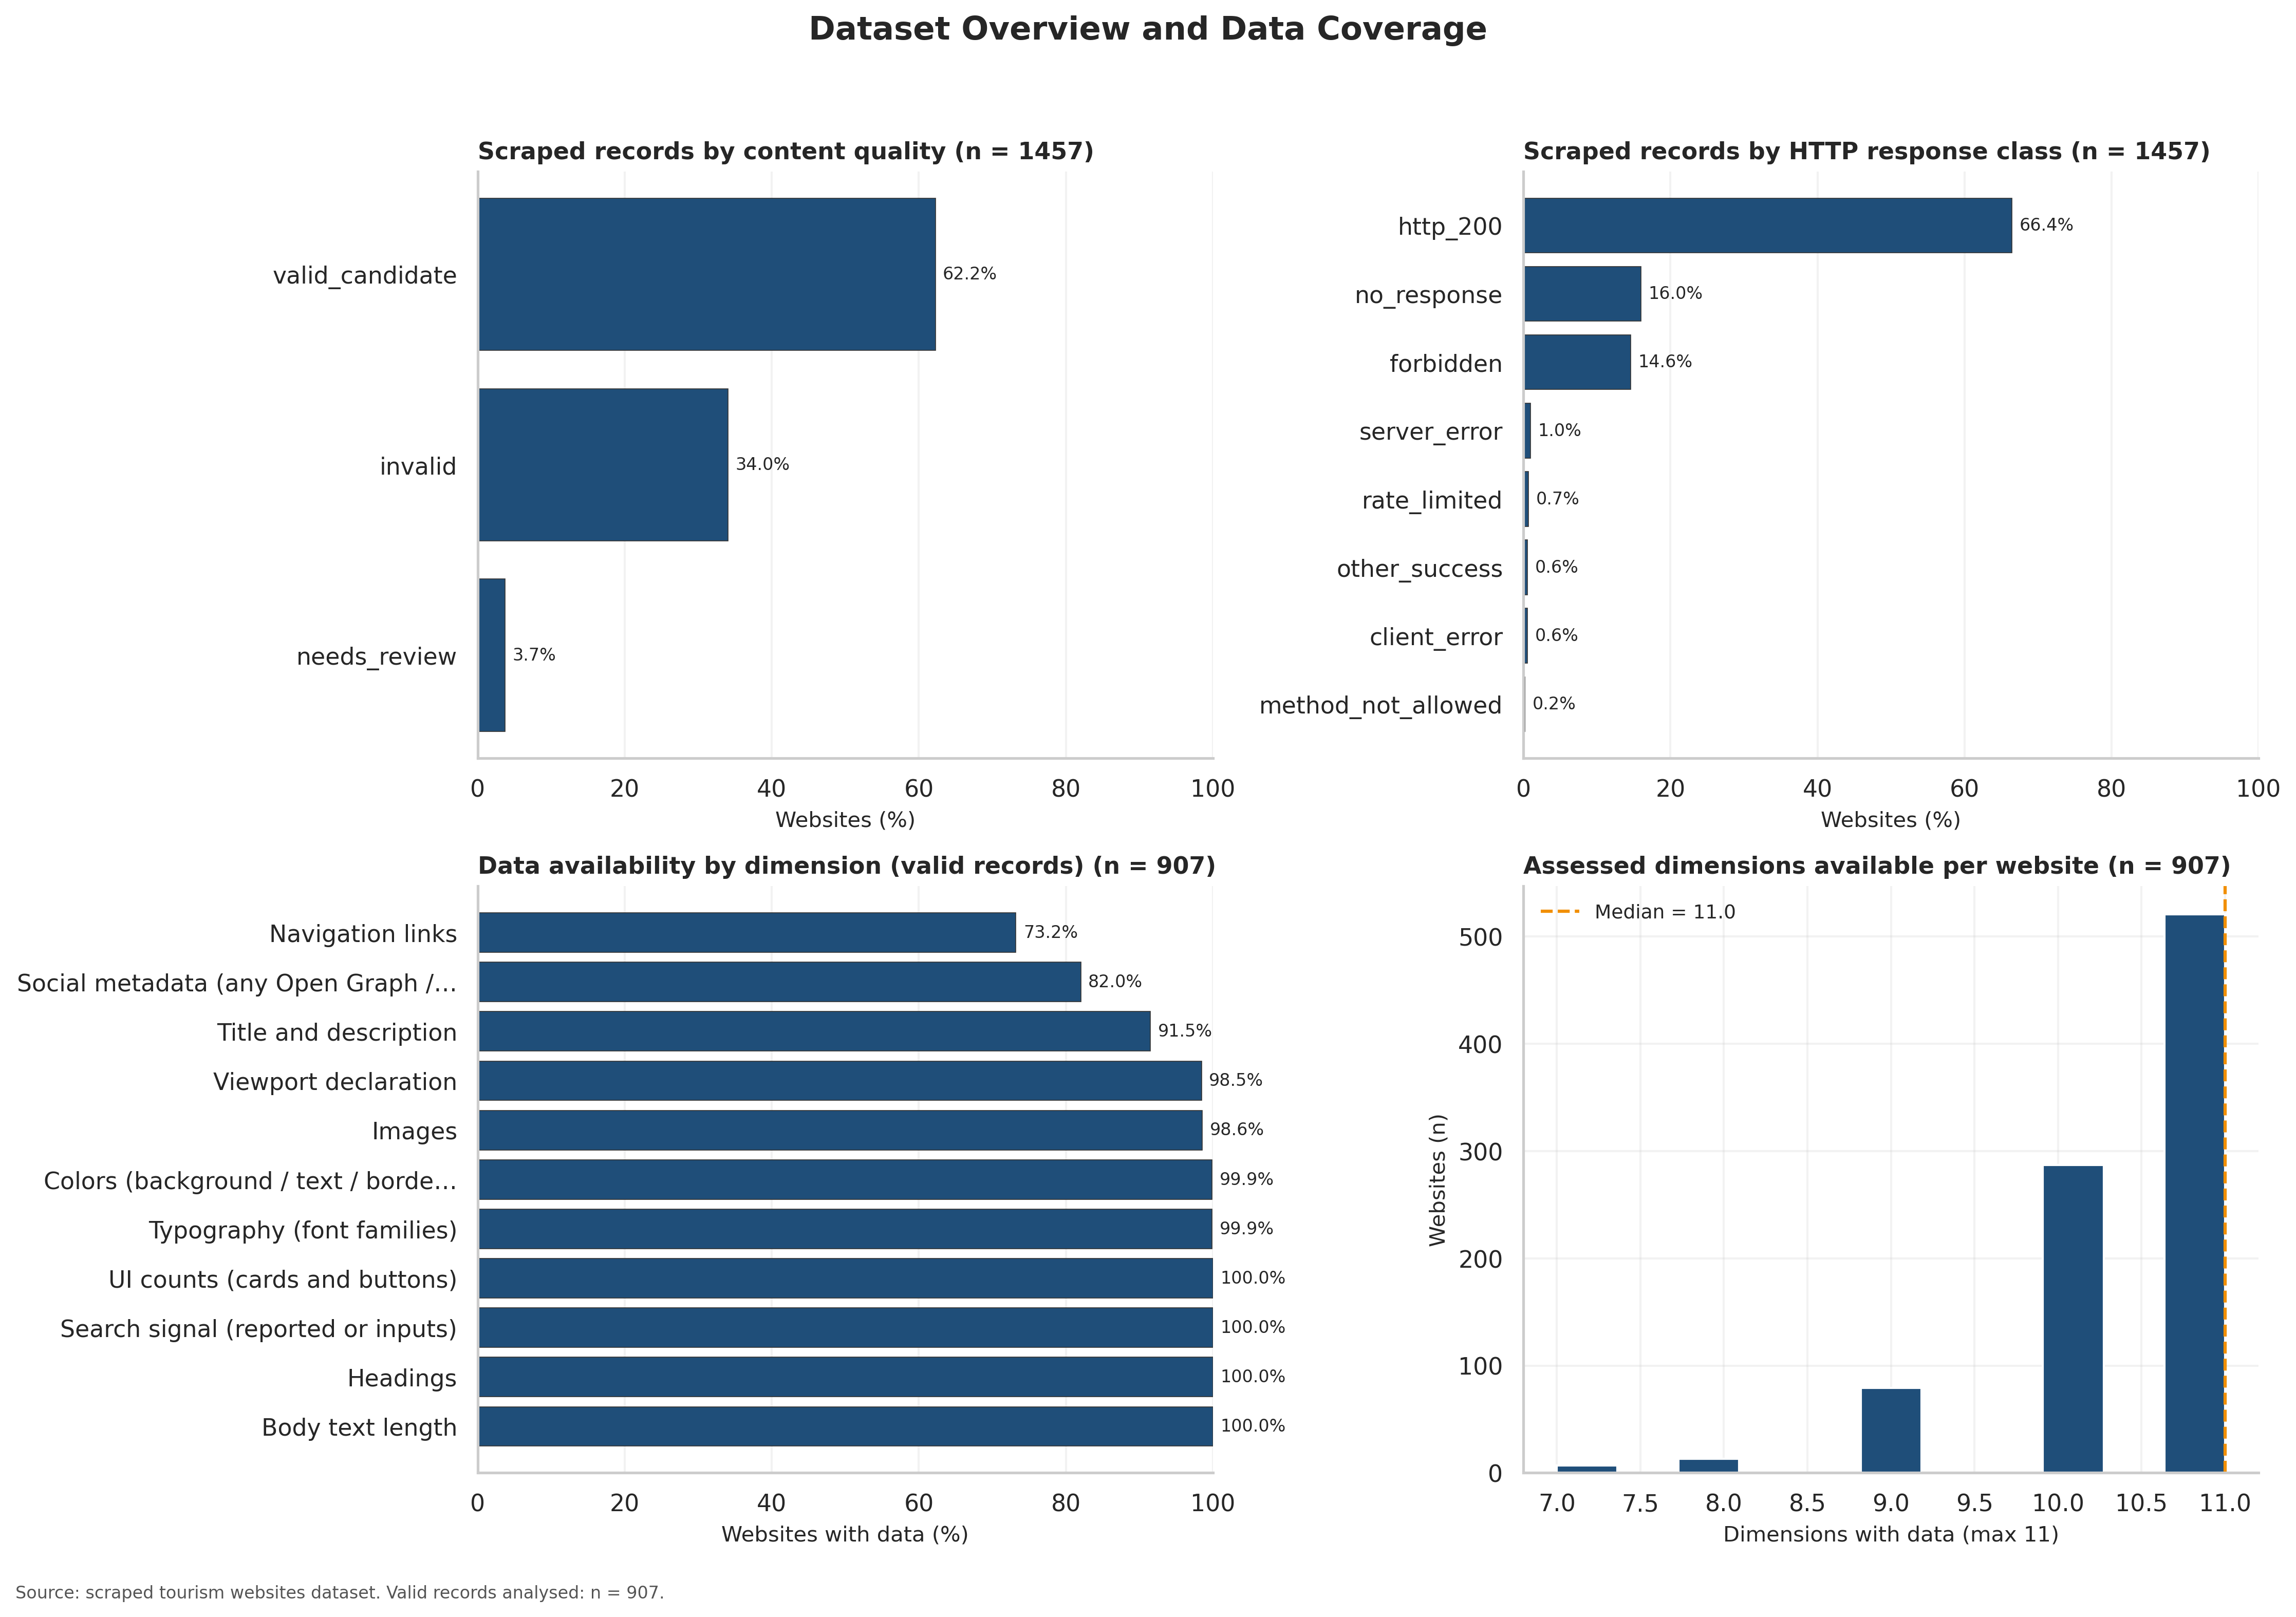 Dataset Overview and Data Coverage
Scraped records by content quality (n = 1457)
valid_candidate
62.2%
invalid
34.0%
needs_review
3.7%
0 20 40 60 80 100
Websites (%)
Scraped records by HTTP response class (n = 1457)
http_200
66.4%
no_response
16.0%
forbidden
14.6%
server_error
1.0%
rate_limited
0.7%
other_success
0.6%
client_error
0.6%
method_not_allowed
0.2%
0 20 40 60 80 100
Websites (%)
Data availability by dimension (valid records) (n = 907)
Navigation links
73.2%
Social metadata (any Open Graph /…
82.0%
Title and description
91.5%
Viewport declaration
98.5%
Images
98.6%
Colors (background / text / borde…
99.9%
Typography (font families)
99.9%
UI counts (cards and buttons)
100.0%
Search signal (reported or inputs)
100.0%
Headings
100.0%
Body text length
100.0%
0 20 40 60 80 100
Websites with data (%)
Assessed dimensions available per website (n = 907)
Median = 11.0
Websites (n)
500
400
300
200
100
0
7.0 7.5 8.0 8.5 9.0 9.5 10.0 10.5 11.0
Dimensions with data (max 11)
Source: scraped tourism websites dataset. Valid records analysed: n = 907.